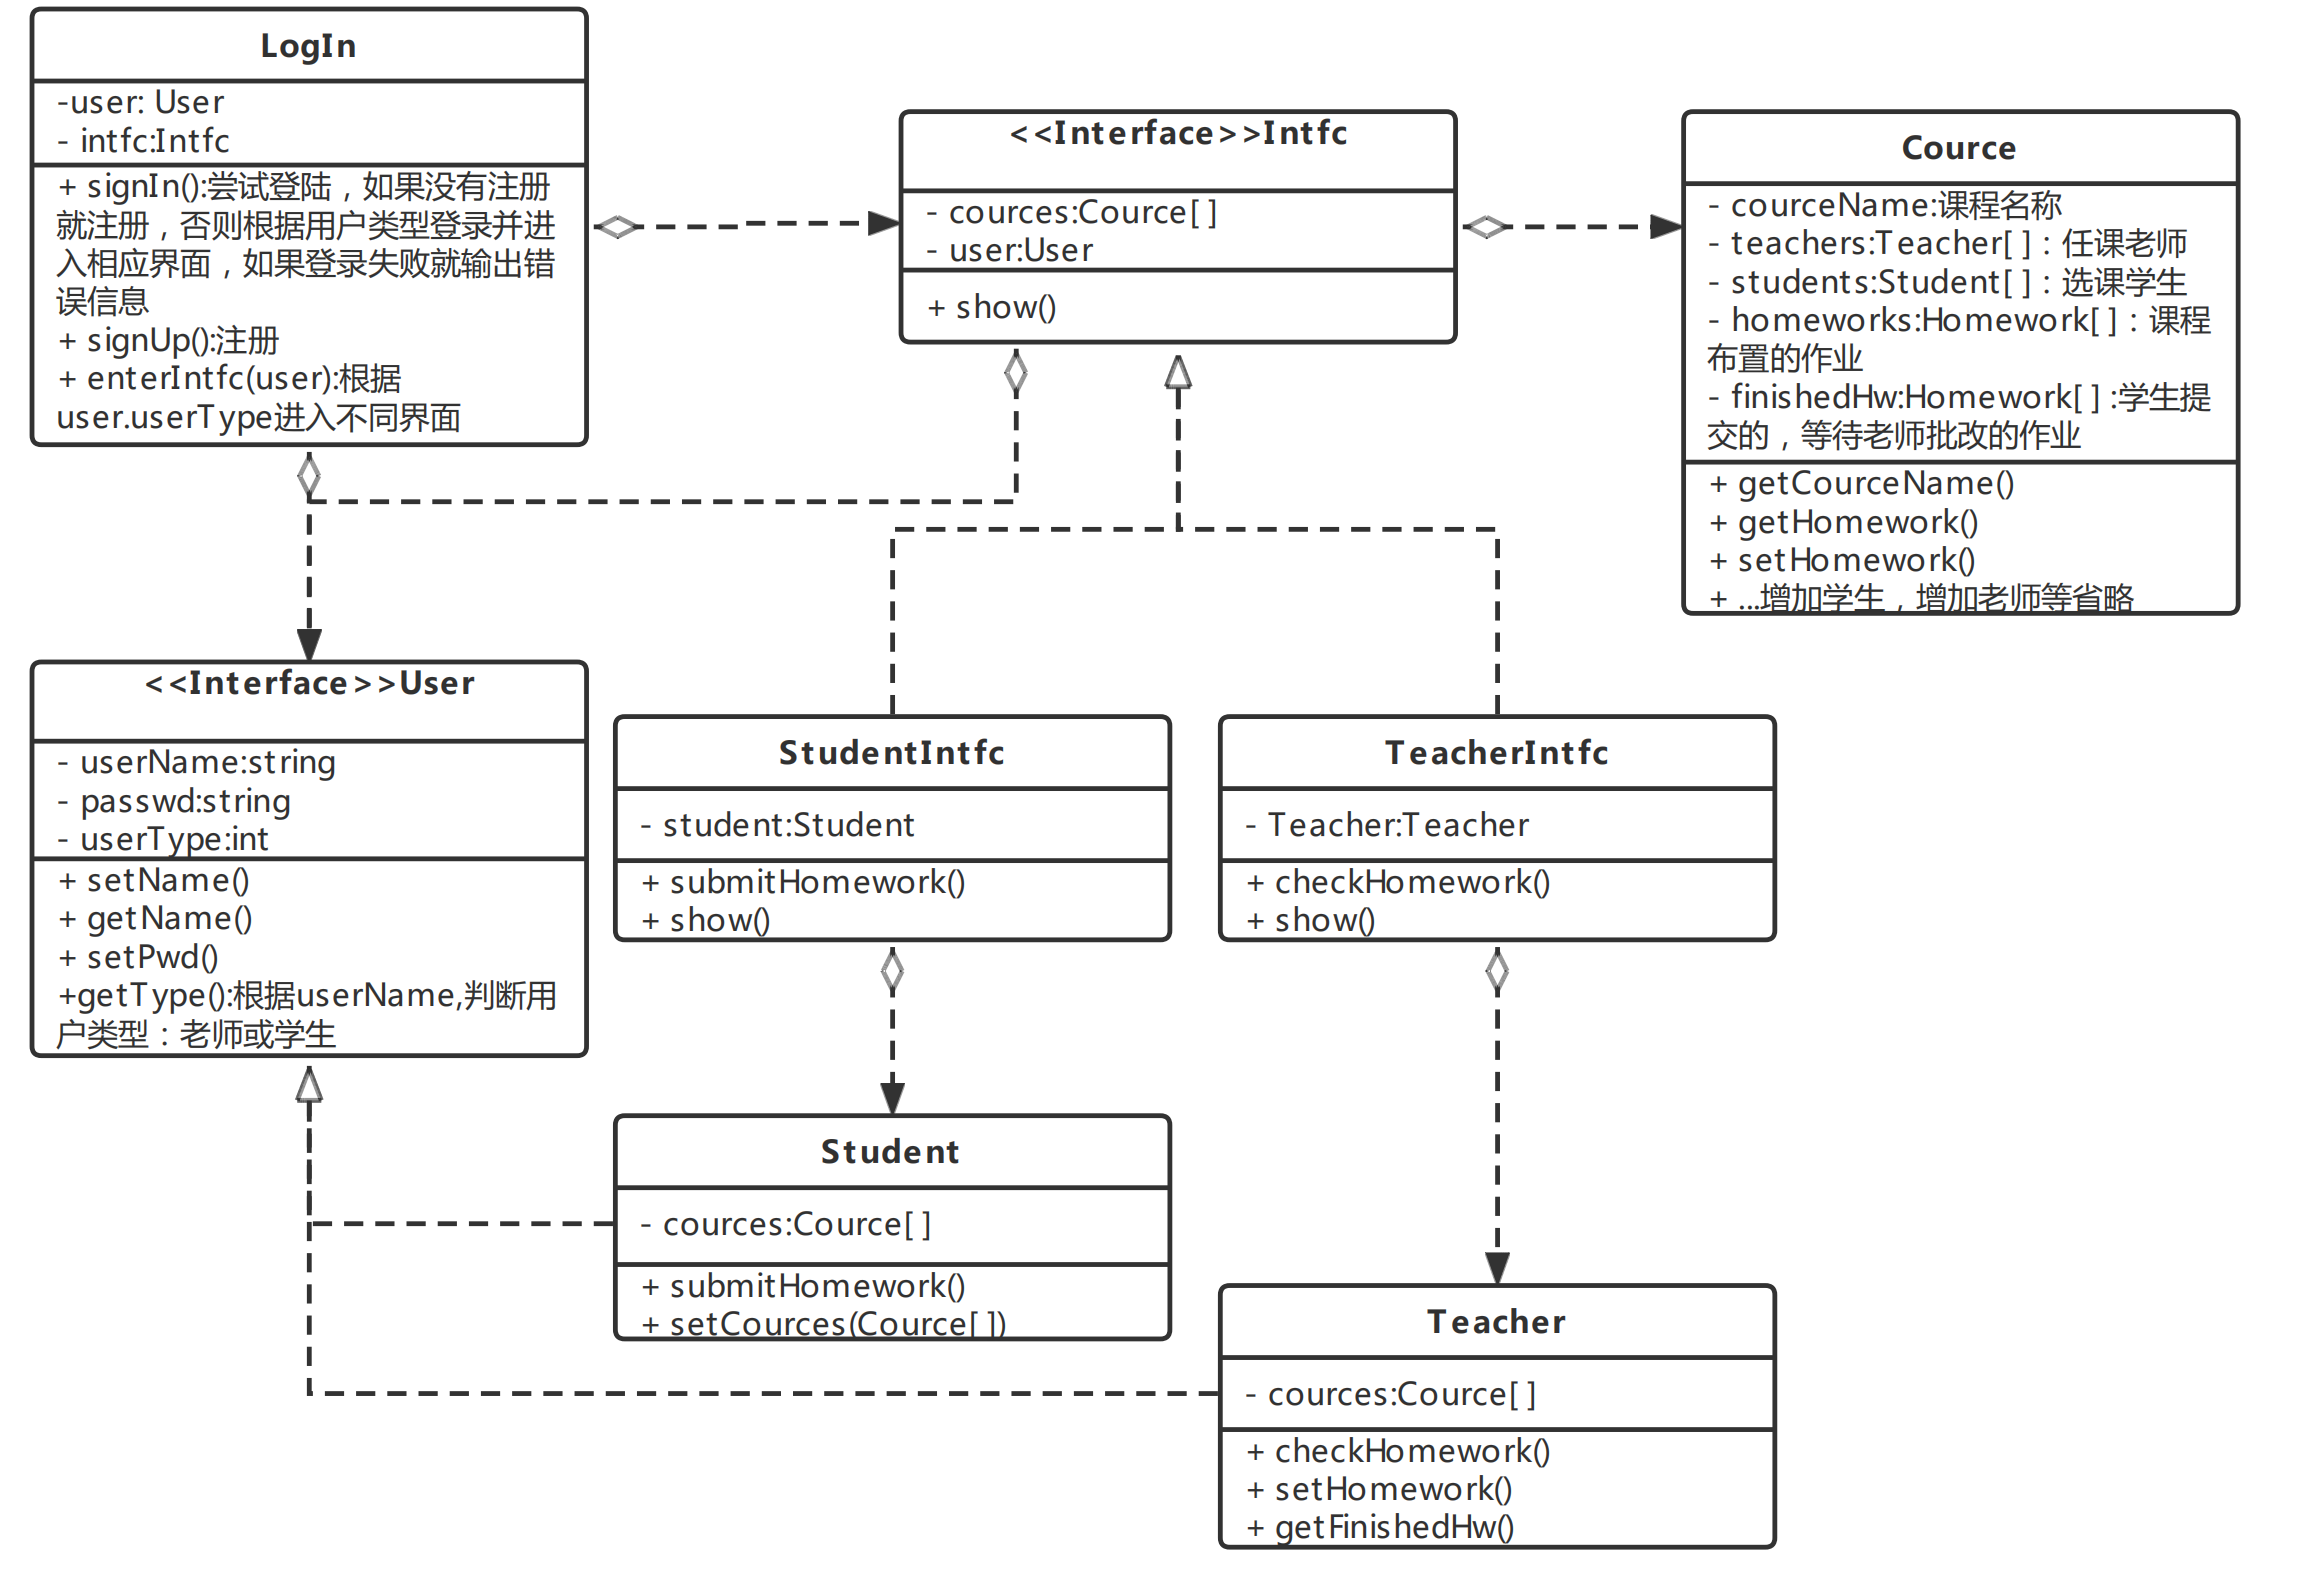 LogIn
-user: User
- intfc:Intfc
+ signIn():尝试登陆，如果没有注册
就注册，否则根据用户类型登录并进
入相应界面，如果登录失败就输出错
误信息
+ signUp():注册
+ enterIntfc(user):根据
user.userType进入不同界面
<<Interface>>Intfc
- cources:Cource[]
- user:User
+ show()
Cource
- courceName:课程名称
- teachers:Teacher[]：任课老师
- students:Student[]：选课学生
- homeworks:Homework[]：课程
布置的作业
- finishedHw:Homework[]:学生提
交的，等待老师批改的作业
+ getCourceName()
+ getHomework()
+ setHomework()
+ ...增加学生，增加老师等省略
<<Interface>>User
- userName:string
- passwd:string
- userType:int
+ setName()
+ getName()
+ setPwd()
+getType():根据userName,判断用
户类型：老师或学生
StudentIntfc
- student:Student
+ submitHomework()
+ show()
TeacherIntfc
- Teacher:Teacher
+ checkHomework()
+ show()
Student
- cources:Cource[]
+ submitHomework()
+ setCources(Cource[])
Teacher
- cources:Cource[]
+ checkHomework()
+ setHomework()
+ getFinishedHw()